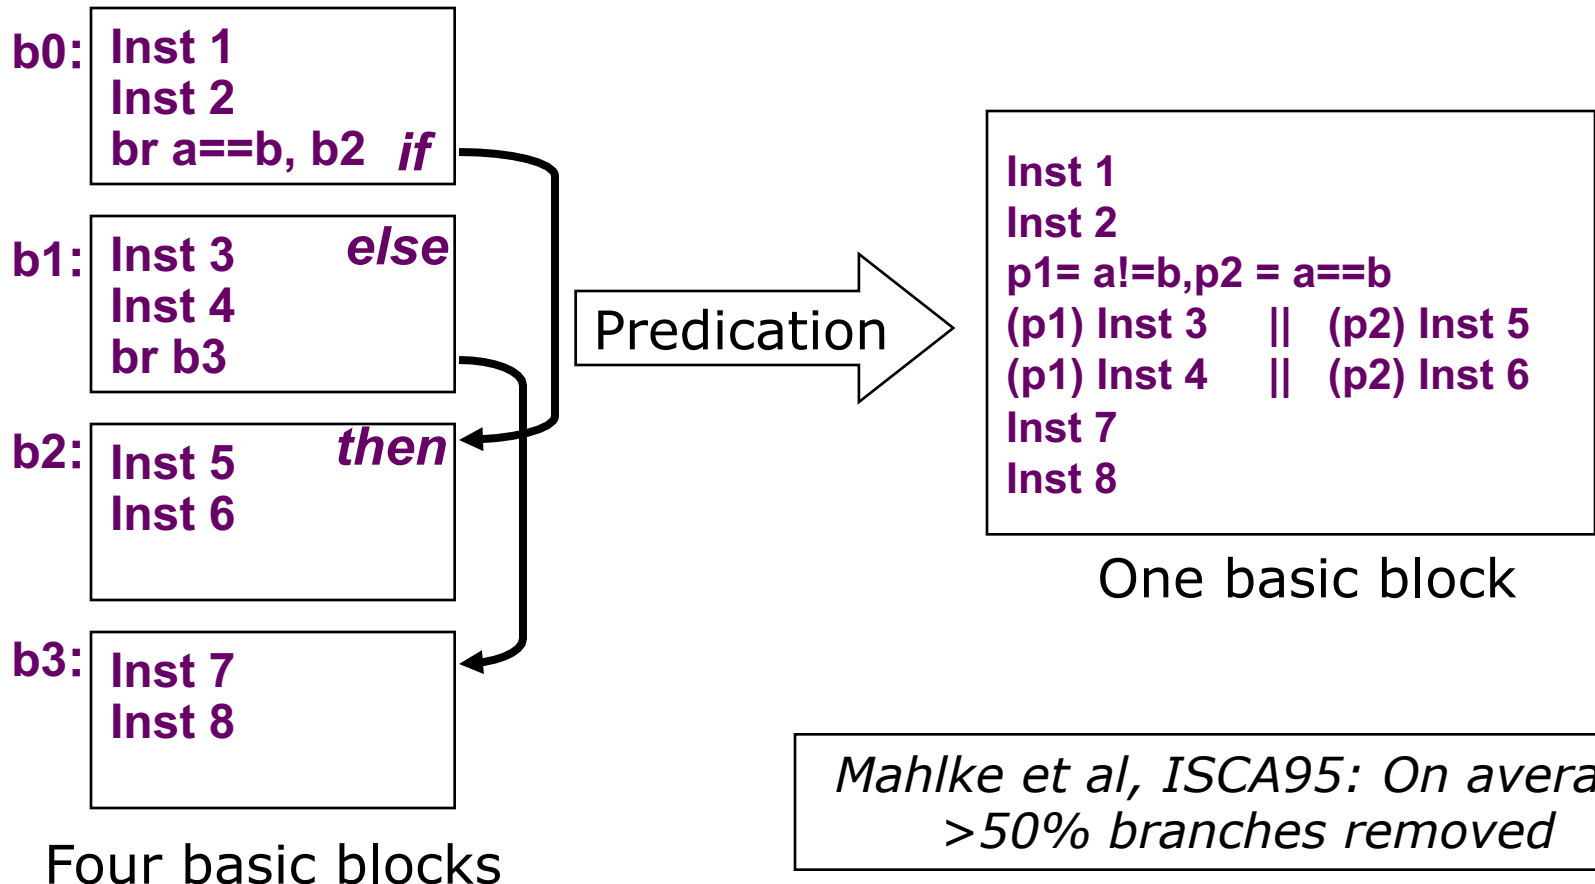 b0:
Inst 1
Inst 2
br a==b, b2 if
b1:
Inst 3 else
Inst 4
br b3
b2:
Inst 5 then
Inst 6
b3:
Inst 7
Inst 8
Four basic blocks
Predication
Inst 1
Inst 2
p1= a!=b,p2 = a==b
(p1) Inst 3 || (p2) Inst 5
(p1) Inst 4 || (p2) Inst 6
Inst 7
Inst 8
One basic block
Mahlke et al, ISCA95: On
>50% branches removed